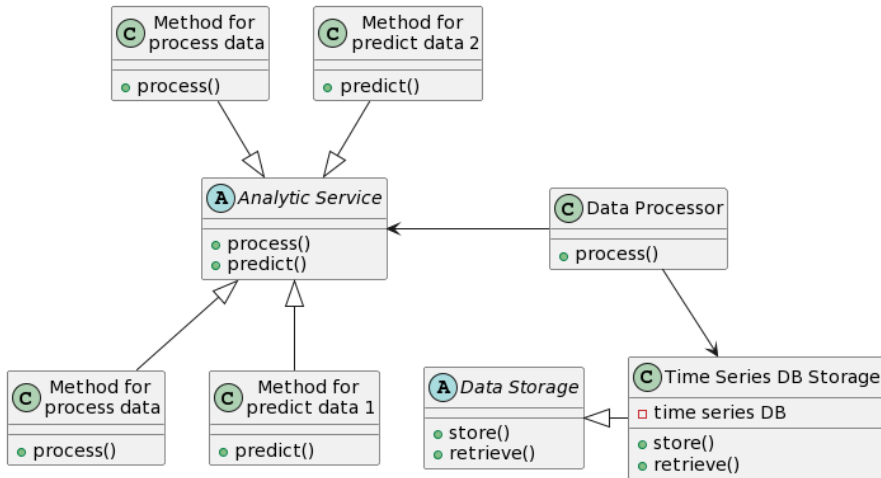 C
Method for
process data
process()
C
Method for
predict data 2
predict()
A
Analytic Service
process()
predict()
C
Data Processor
process()
C
Method for
process data
process()
C
Method for
predict data 1
predict()
A
Data Storage
store()
retrieve()
C
Time Series DB Storage
time series DB
store()
retrieve()